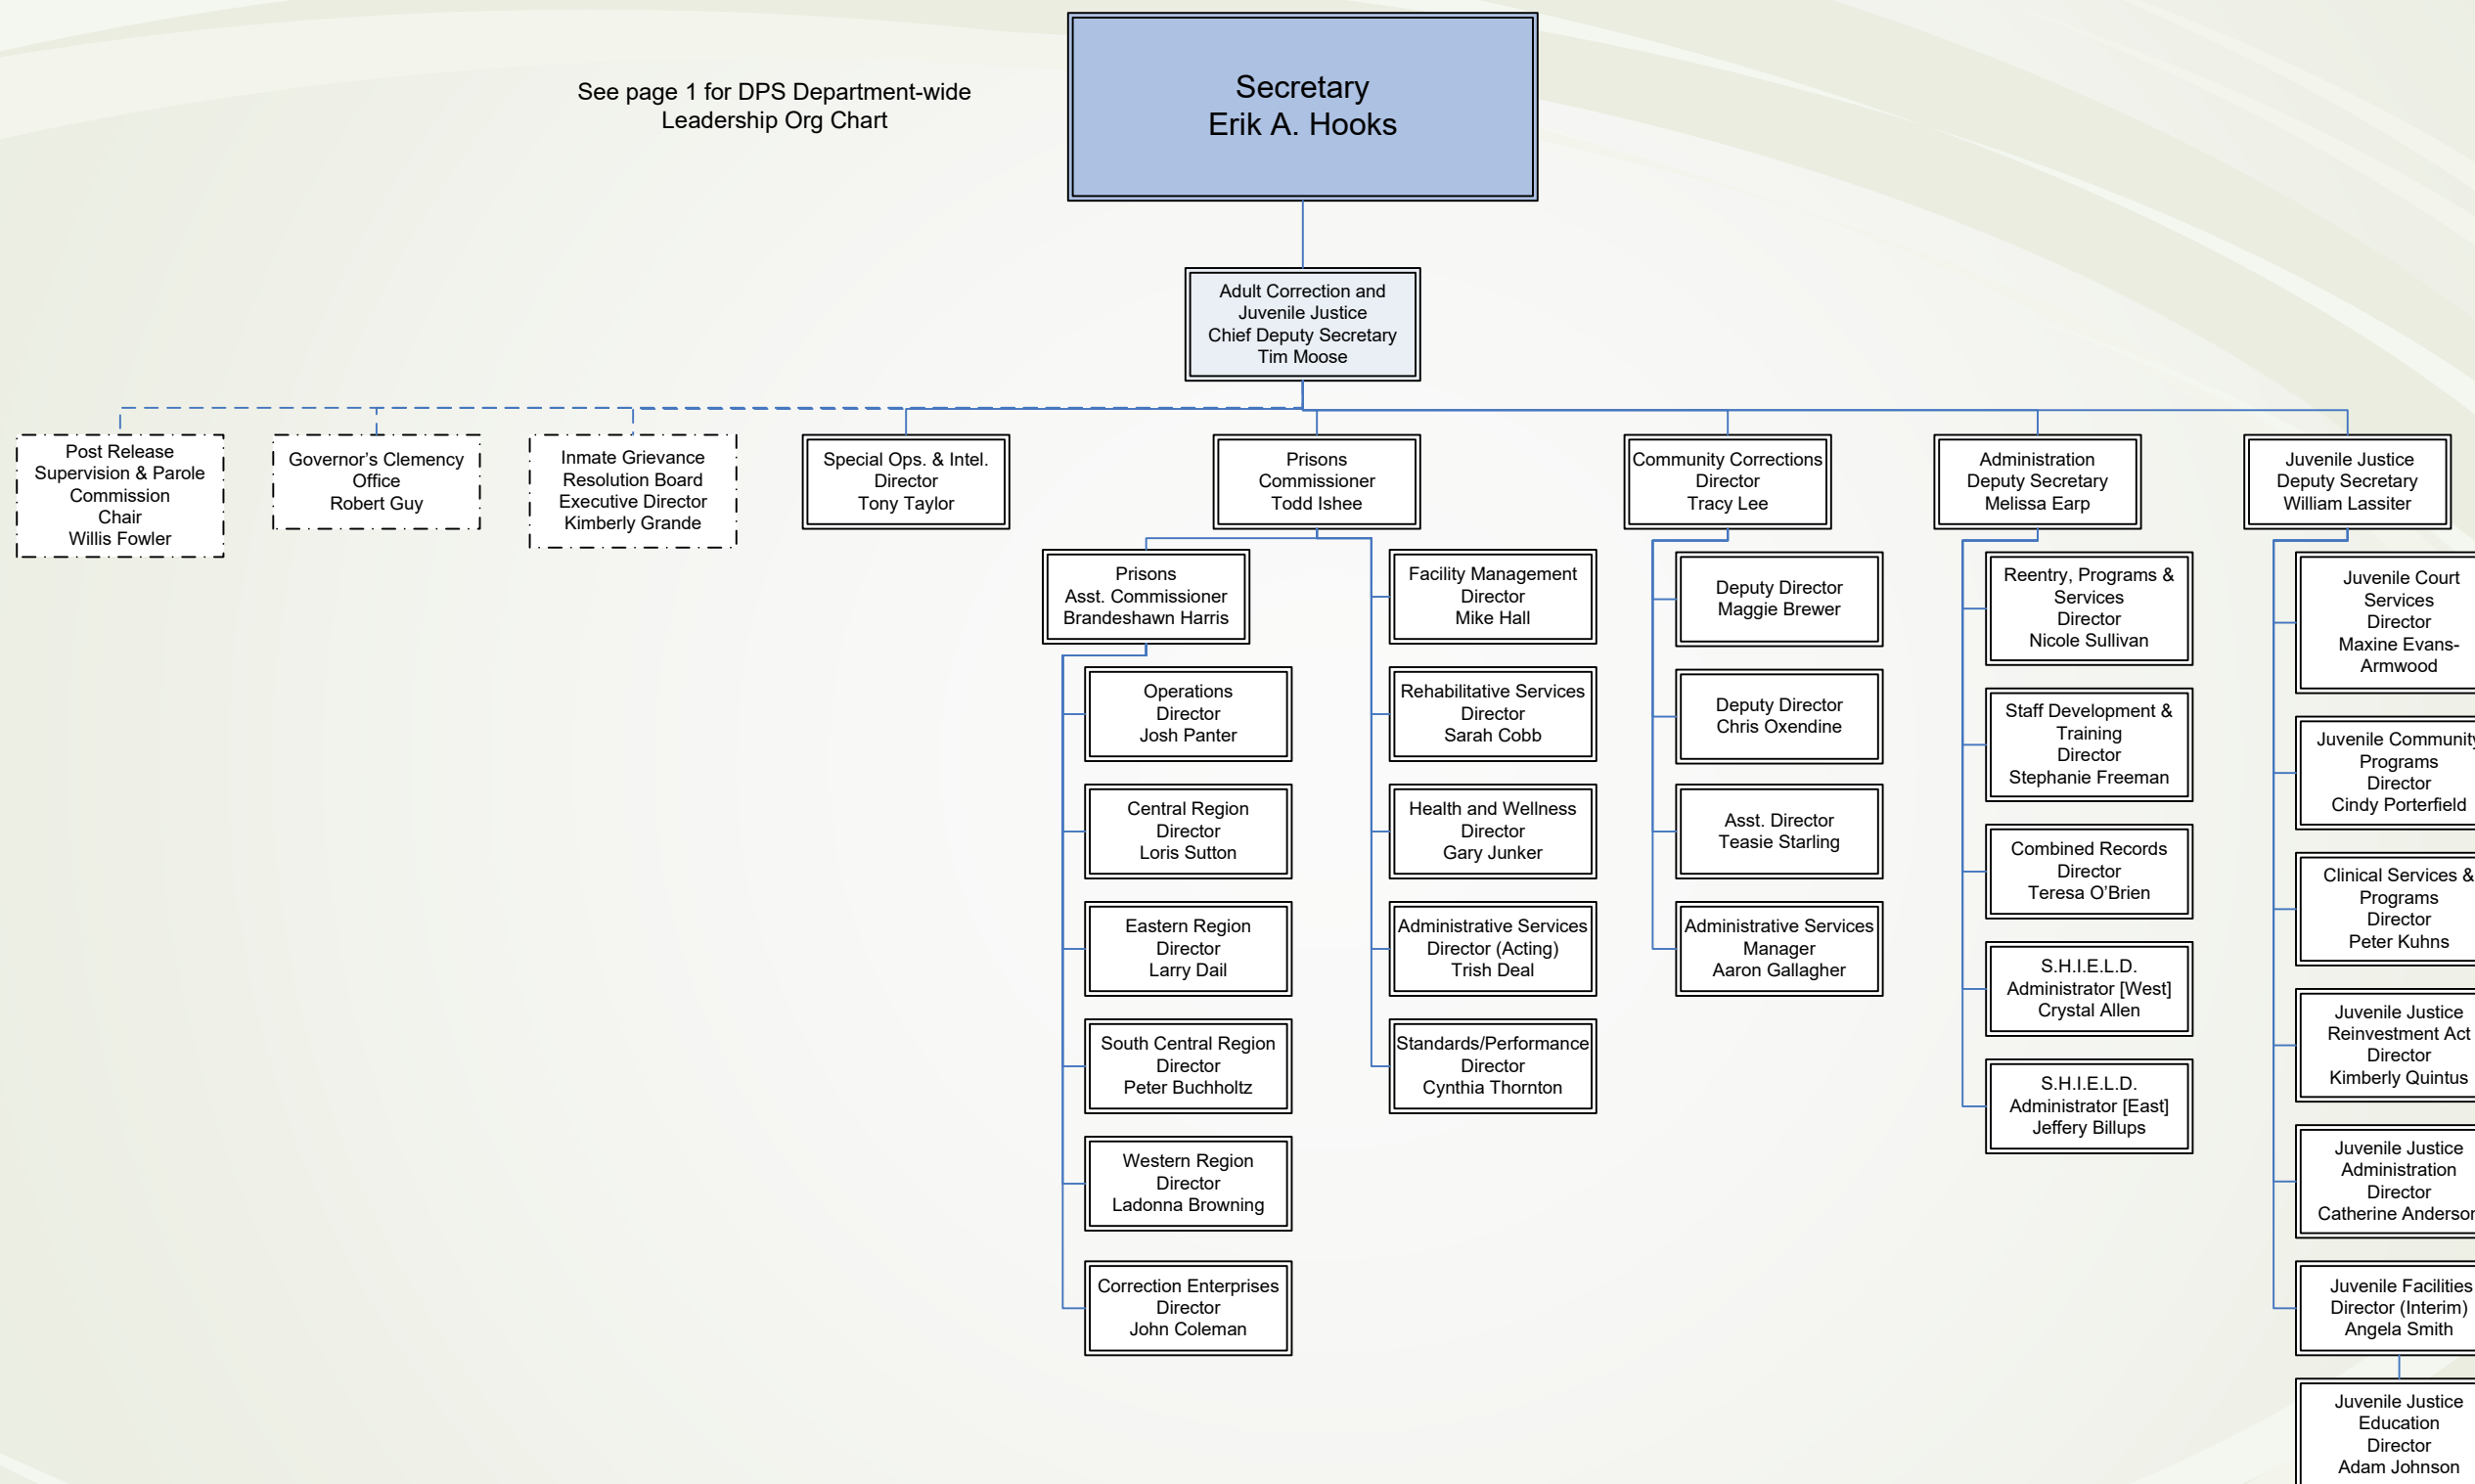 See page 1 for DPS Department-wide
Leadership Org Chart
Secretary
Erik A. Hooks
Adult Correction and
Juvenile Justice
Chief Deputy Secretary
Tim Moose
Post Release
Supervision & Parole
Commission
Chair
Willis Fowler
Governor’s Clemency
Office
Robert Guy
Inmate Grievance
Resolution Board
Executive Director
Kimberly Grande
Special Ops. & Intel.
Director
Tony Taylor
Prisons
Commissioner
Todd Ishee
Community Corrections
Director
Tracy Lee
Administration
Deputy Secretary
Melissa Earp
Juvenile Justice
Deputy Secretary
William Lassiter
Prisons
Asst. Commissioner
Brandeshawn Harris
Operations
Director
Josh Panter
Central Region
Director
Loris Sutton
Eastern Region
Director
Larry Dail
South Central Region
Director
Peter Buchholtz
Western Region
Director
Ladonna Browning
Correction Enterprises
Director
John Coleman
Facility Management
Director
Mike Hall
Rehabilitative Services
Director
Sarah Cobb
Health and Wellness
Director
Gary Junker
Administrative Services
Director (Acting)
Trish Deal
Standards/Performance
Director
Cynthia Thornton
Deputy Director
Maggie Brewer
Deputy Director
Chris Oxendine
Asst. Director
Teasie Starling
Administrative Services
Manager
Aaron Gallagher
Reentry, Programs &
Services
Director
Nicole Sullivan
Staff Development &
Training
Director
Stephanie Freeman
Combined Records
Director
Teresa O’Brien
S.H.I.E.L.D.
Administrator [West]
Crystal Allen
S.H.I.E.L.D.
Administrator [East]
Jeffery Billups
Juvenile Court
Services
Director
Maxine Evans-
Armwood
Juvenile Community
Programs
Director
Cindy Porterfield
Clinical Services &
Programs
Director
Peter Kuhns
Juvenile Justice
Reinvestment Act
Director
Kimberly Quintus
Juvenile Justice
Administration
Director
Catherine Anderson
Juvenile Facilities
Director (Interim)
Angela Smith
Juvenile Justice
Education
Director
Adam Johnson